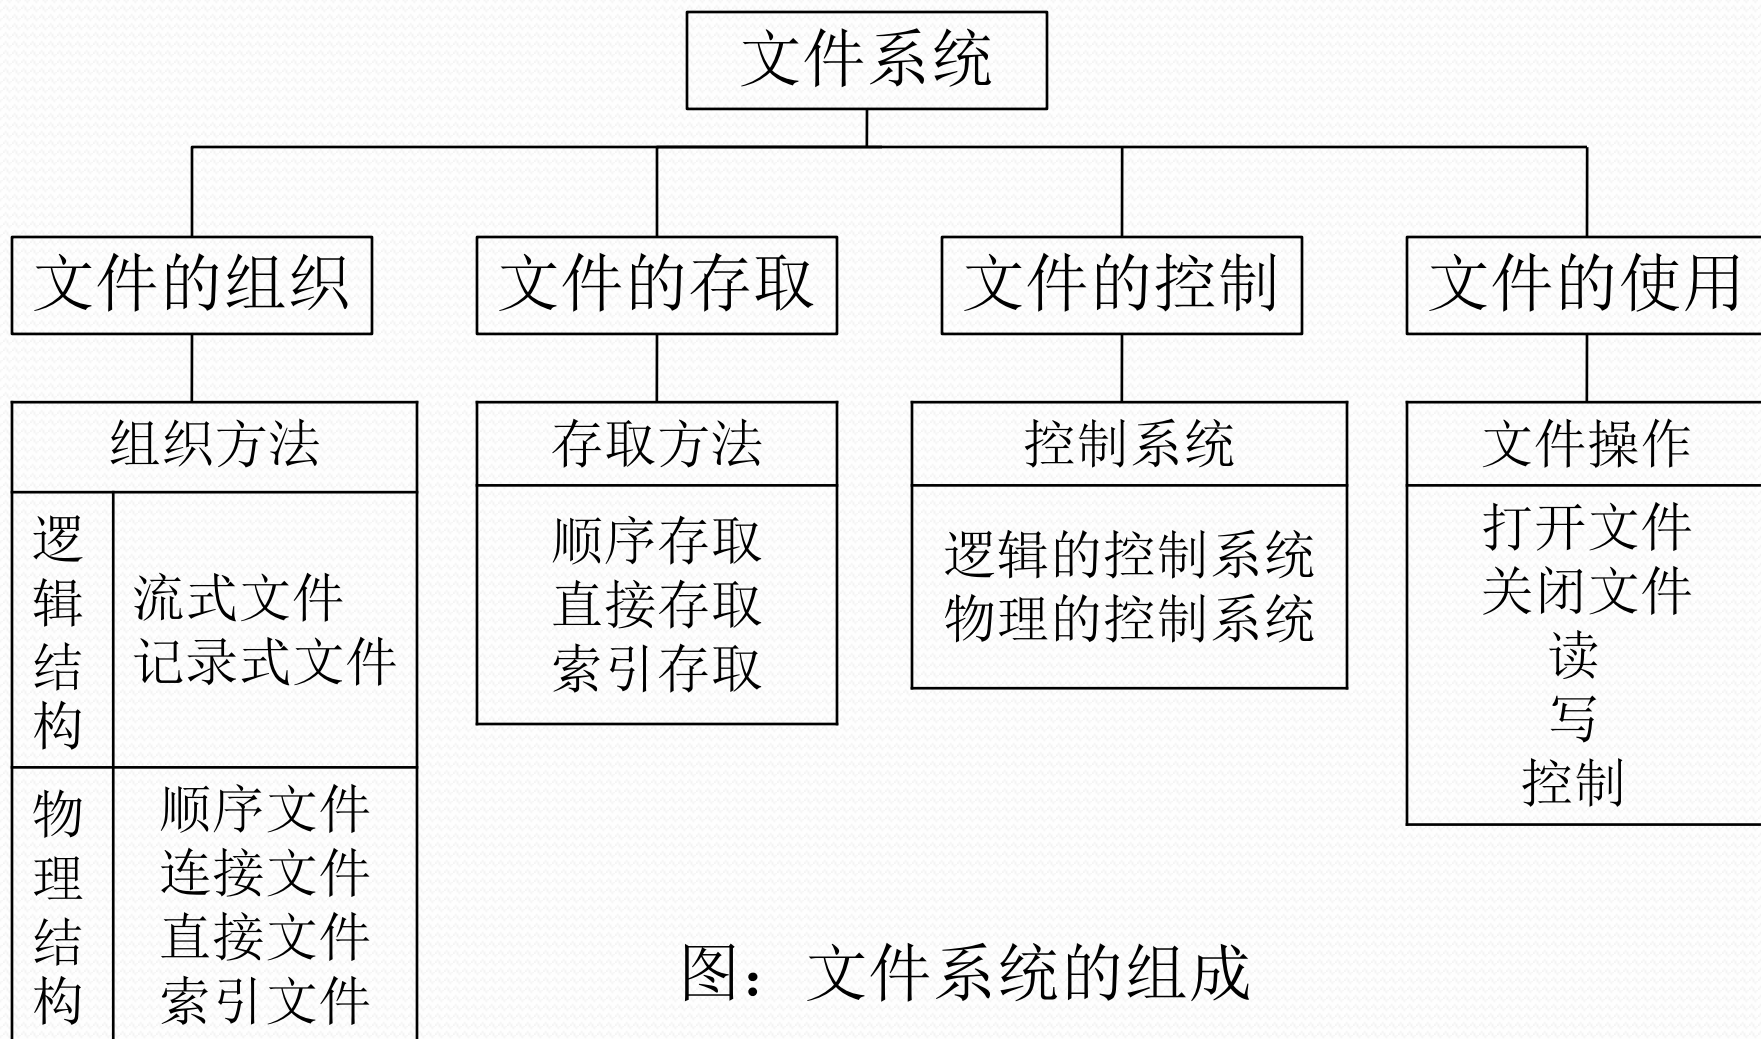 文件系统
文件的组织
文件的存取
文件的控制
文件的使用
组织方法
逻辑结构
流式文件
记录式文件
物理结构
顺序文件
连接文件
直接文件
索引文件
存取方法
顺序存取
直接存取
索引存取
控制系统
逻辑的控制系统
物理的控制系统
文件操作
打开文件
关闭文件
读
写
控制
图：文件系统的组成